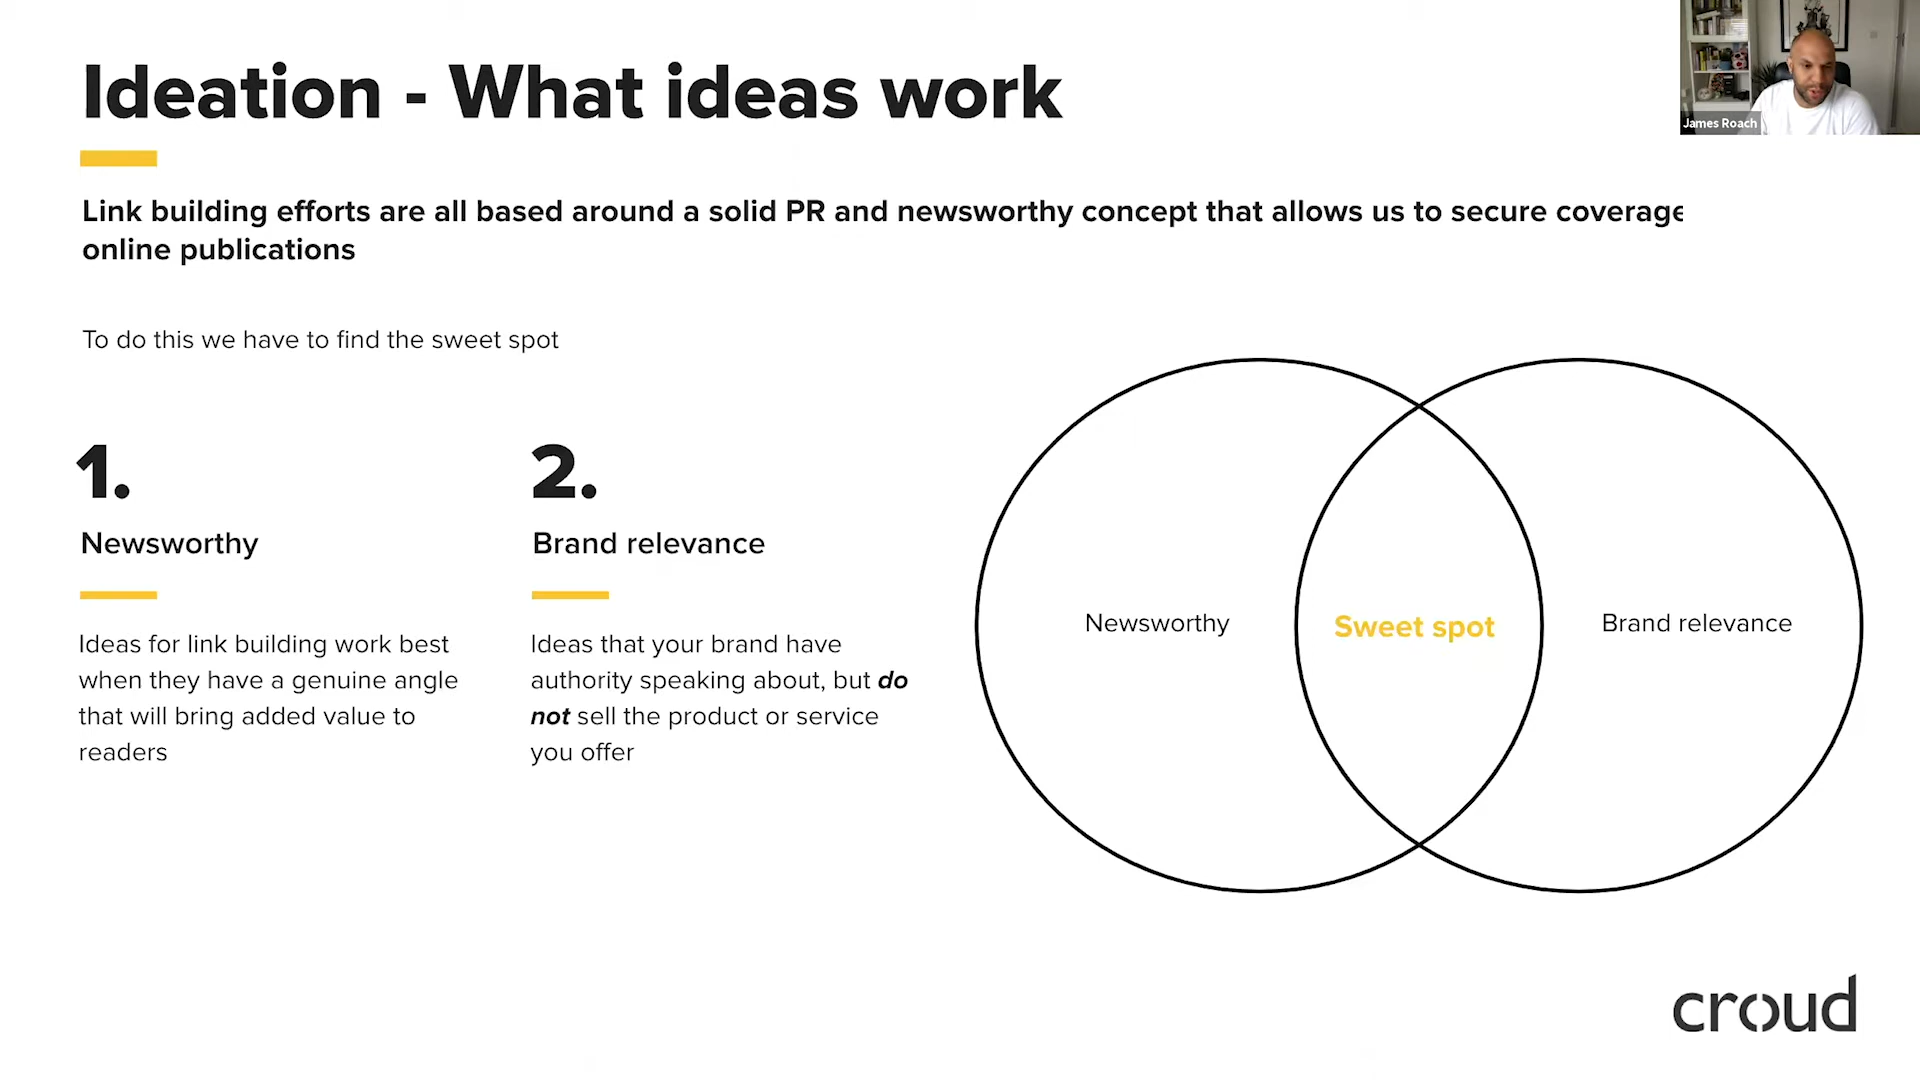 Ideation - What ideas work
James Roach
Link building efforts are all based around a solid PR and newsworthy concept that allows us to secure coverage
online publications
To do this we have to find the sweet spot
1.
Newsworthy
Ideas for link building work best
when they have a genuine angle
that will bring added value to
readers
2.
Brand relevance
Ideas that your brand have
authority speaking about, but do
not sell the product or service
you offer
Newsworthy
Sweet spot
Brand relevance
croud